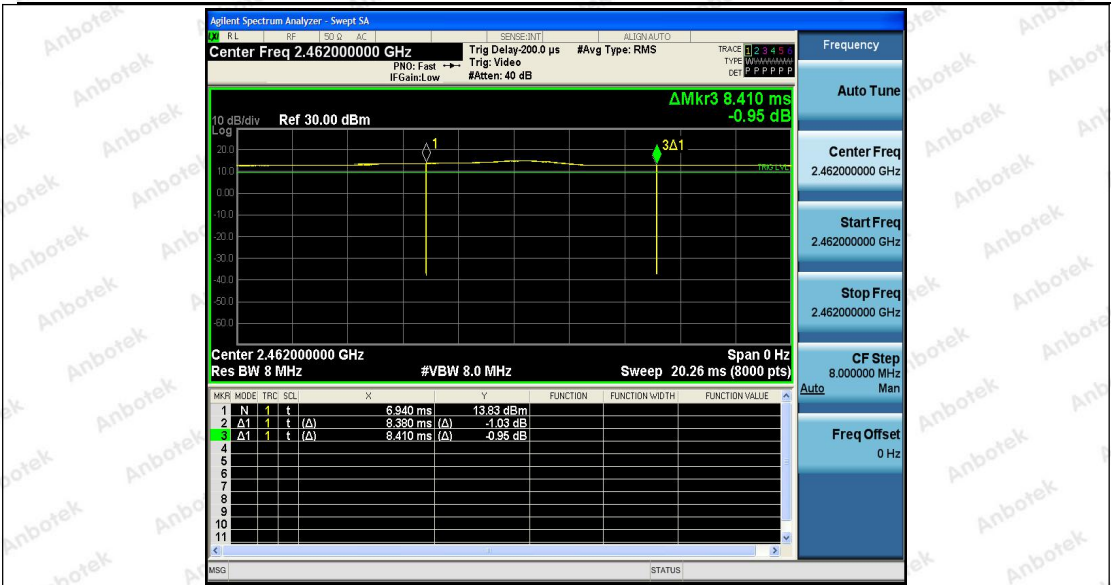 Agilent Spectrum Analyzer - Swept SA
LXI RL RF 50 Ω AC SENSE:INT ALIGNAUTO
Center Freq 2.462000000 GHz
PNO: Fast
IFGain:Low
Trig Delay-200.0 µs
Trig: Video
#Atten: 40 dB
#Avg Type: RMS
TRACE 1 2 3 4 5 6
TYPE
DET P P P P P P
ΔMkr3 8.410 ms
-0.95 dB
10 dB/div Ref 30.00 dBm
Log
20.0
10.0
0.00
-10.0
-20.0
-30.0
-40.0
-50.0
-60.0
1
3Δ1
TRIG LVL
Center 2.462000000 GHz Span 0 Hz
Res BW 8 MHz #VBW 8.0 MHz Sweep 20.26 ms (8000 pts)
MKR MODE TRC SCL X Y FUNCTION FUNCTION WIDTH FUNCTION VALUE
1 N 1 t 6.940 ms 13.83 dBm
2 Δ1 1 t (Δ) 8.380 ms (Δ) -1.03 dB
3 Δ1 1 t (Δ) 8.410 ms (Δ) -0.95 dB
4
5
6
7
8
9
10
11
MSG STATUS
Frequency
Auto Tune
Center Freq
2.462000000 GHz
Start Freq
2.462000000 GHz
Stop Freq
2.462000000 GHz
CF Step
8.000000 MHz
Auto Man
Freq Offset
0 Hz
Anbotek